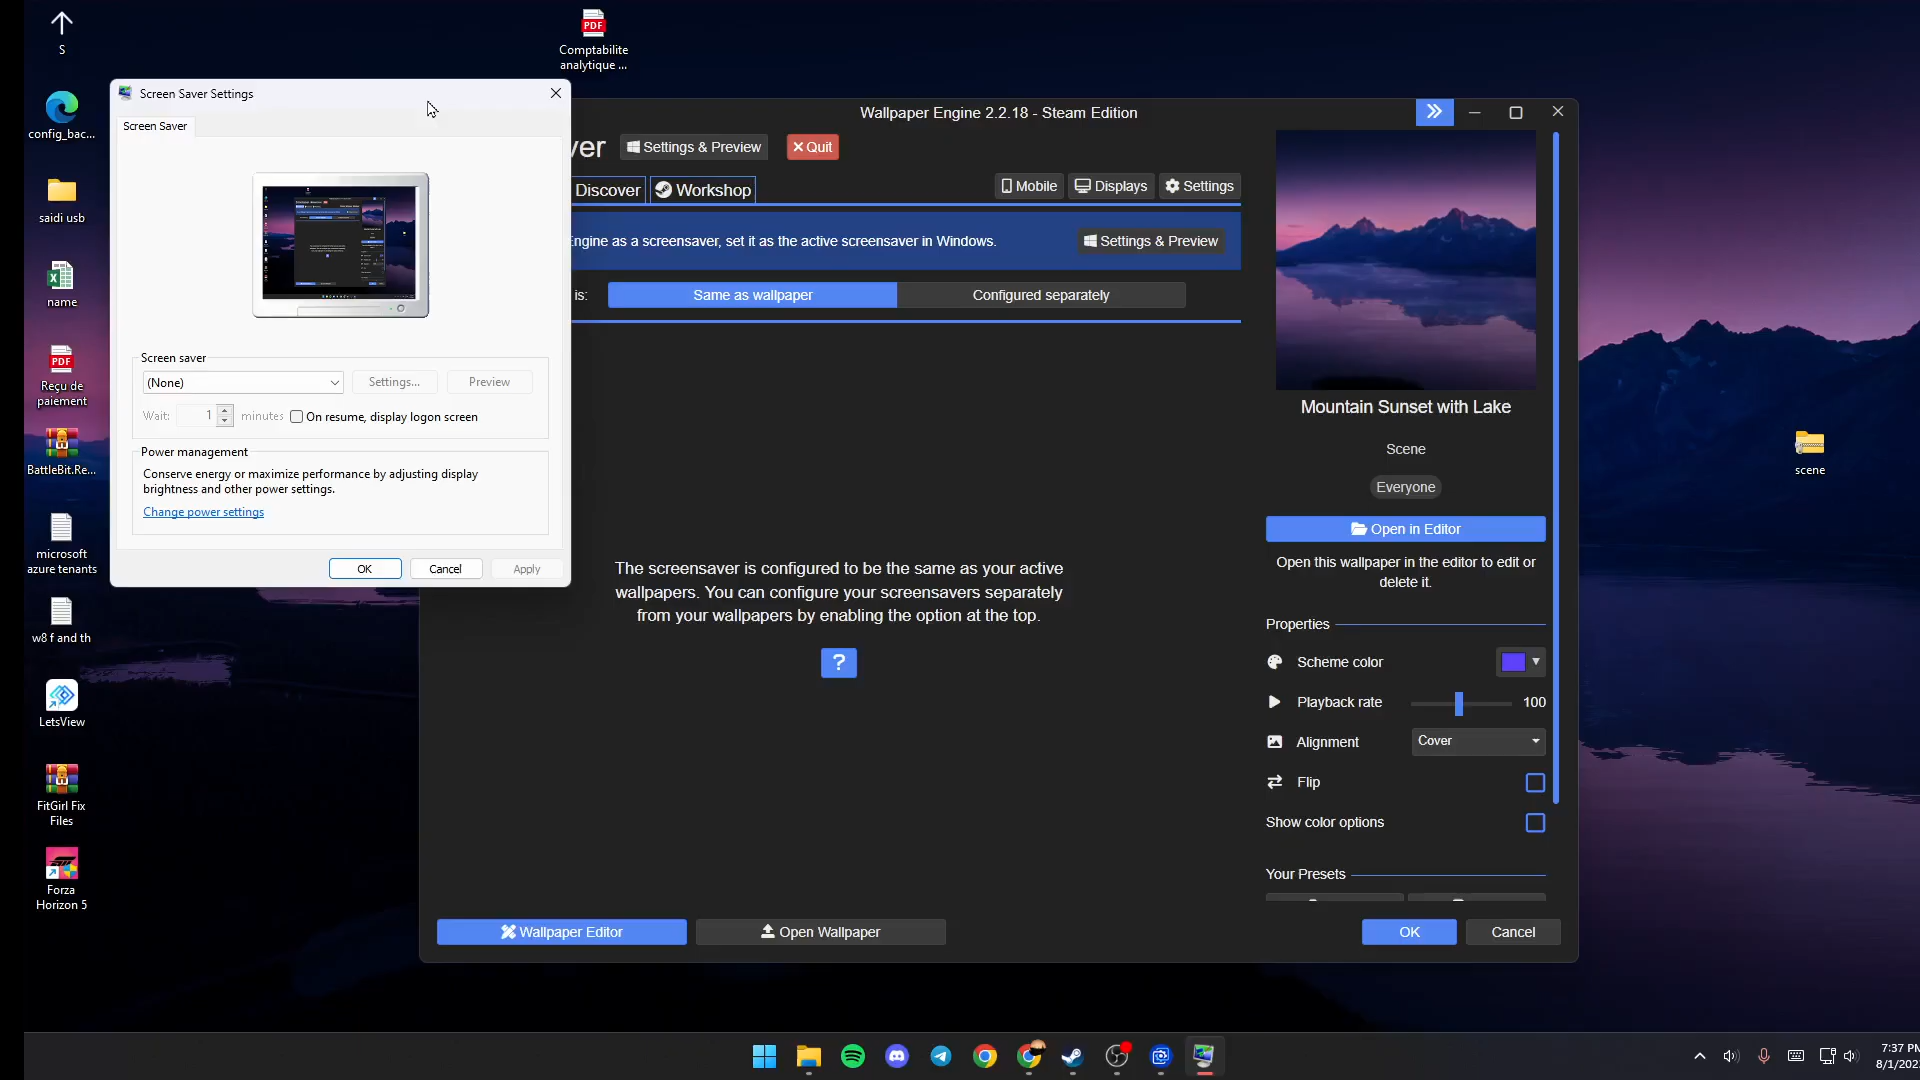 S
PDF
Comptabilite
analytique ...
config_bac...
saidi usb
name
PDF
Reçu de
paiement
BattleBit.Re...
microsoft
azure tenants
w8 f and th
LetsView
FitGirl Fix
Files
Forza
Horizon 5
scene
Screen Saver Settings
Screen Saver
Screen saver
(None)
Settings...
Preview
Wait: 1 minutes
On resume, display logon screen
Power management
Conserve energy or maximize performance by adjusting display
brightness and other power settings.
Change power settings
OK
Cancel
Apply
Wallpaper Engine 2.2.18 - Steam Edition
ver
Settings & Preview
Quit
Discover
Workshop
Mobile
Displays
Settings
Engine as a screensaver, set it as the active screensaver in Windows.
Settings & Preview
is:
Same as wallpaper
Configured separately
The screensaver is configured to be the same as your active
wallpapers. You can configure your screensavers separately
from your wallpapers by enabling the option at the top.
?
Mountain Sunset with Lake
Scene
Everyone
Open in Editor
Open this wallpaper in the editor to edit or
delete it.
Properties
Scheme color
Playback rate 100
Alignment Cover
Flip
Show color options
Your Presets
Wallpaper Editor
Open Wallpaper
OK
Cancel
7:37 PM
8/1/202